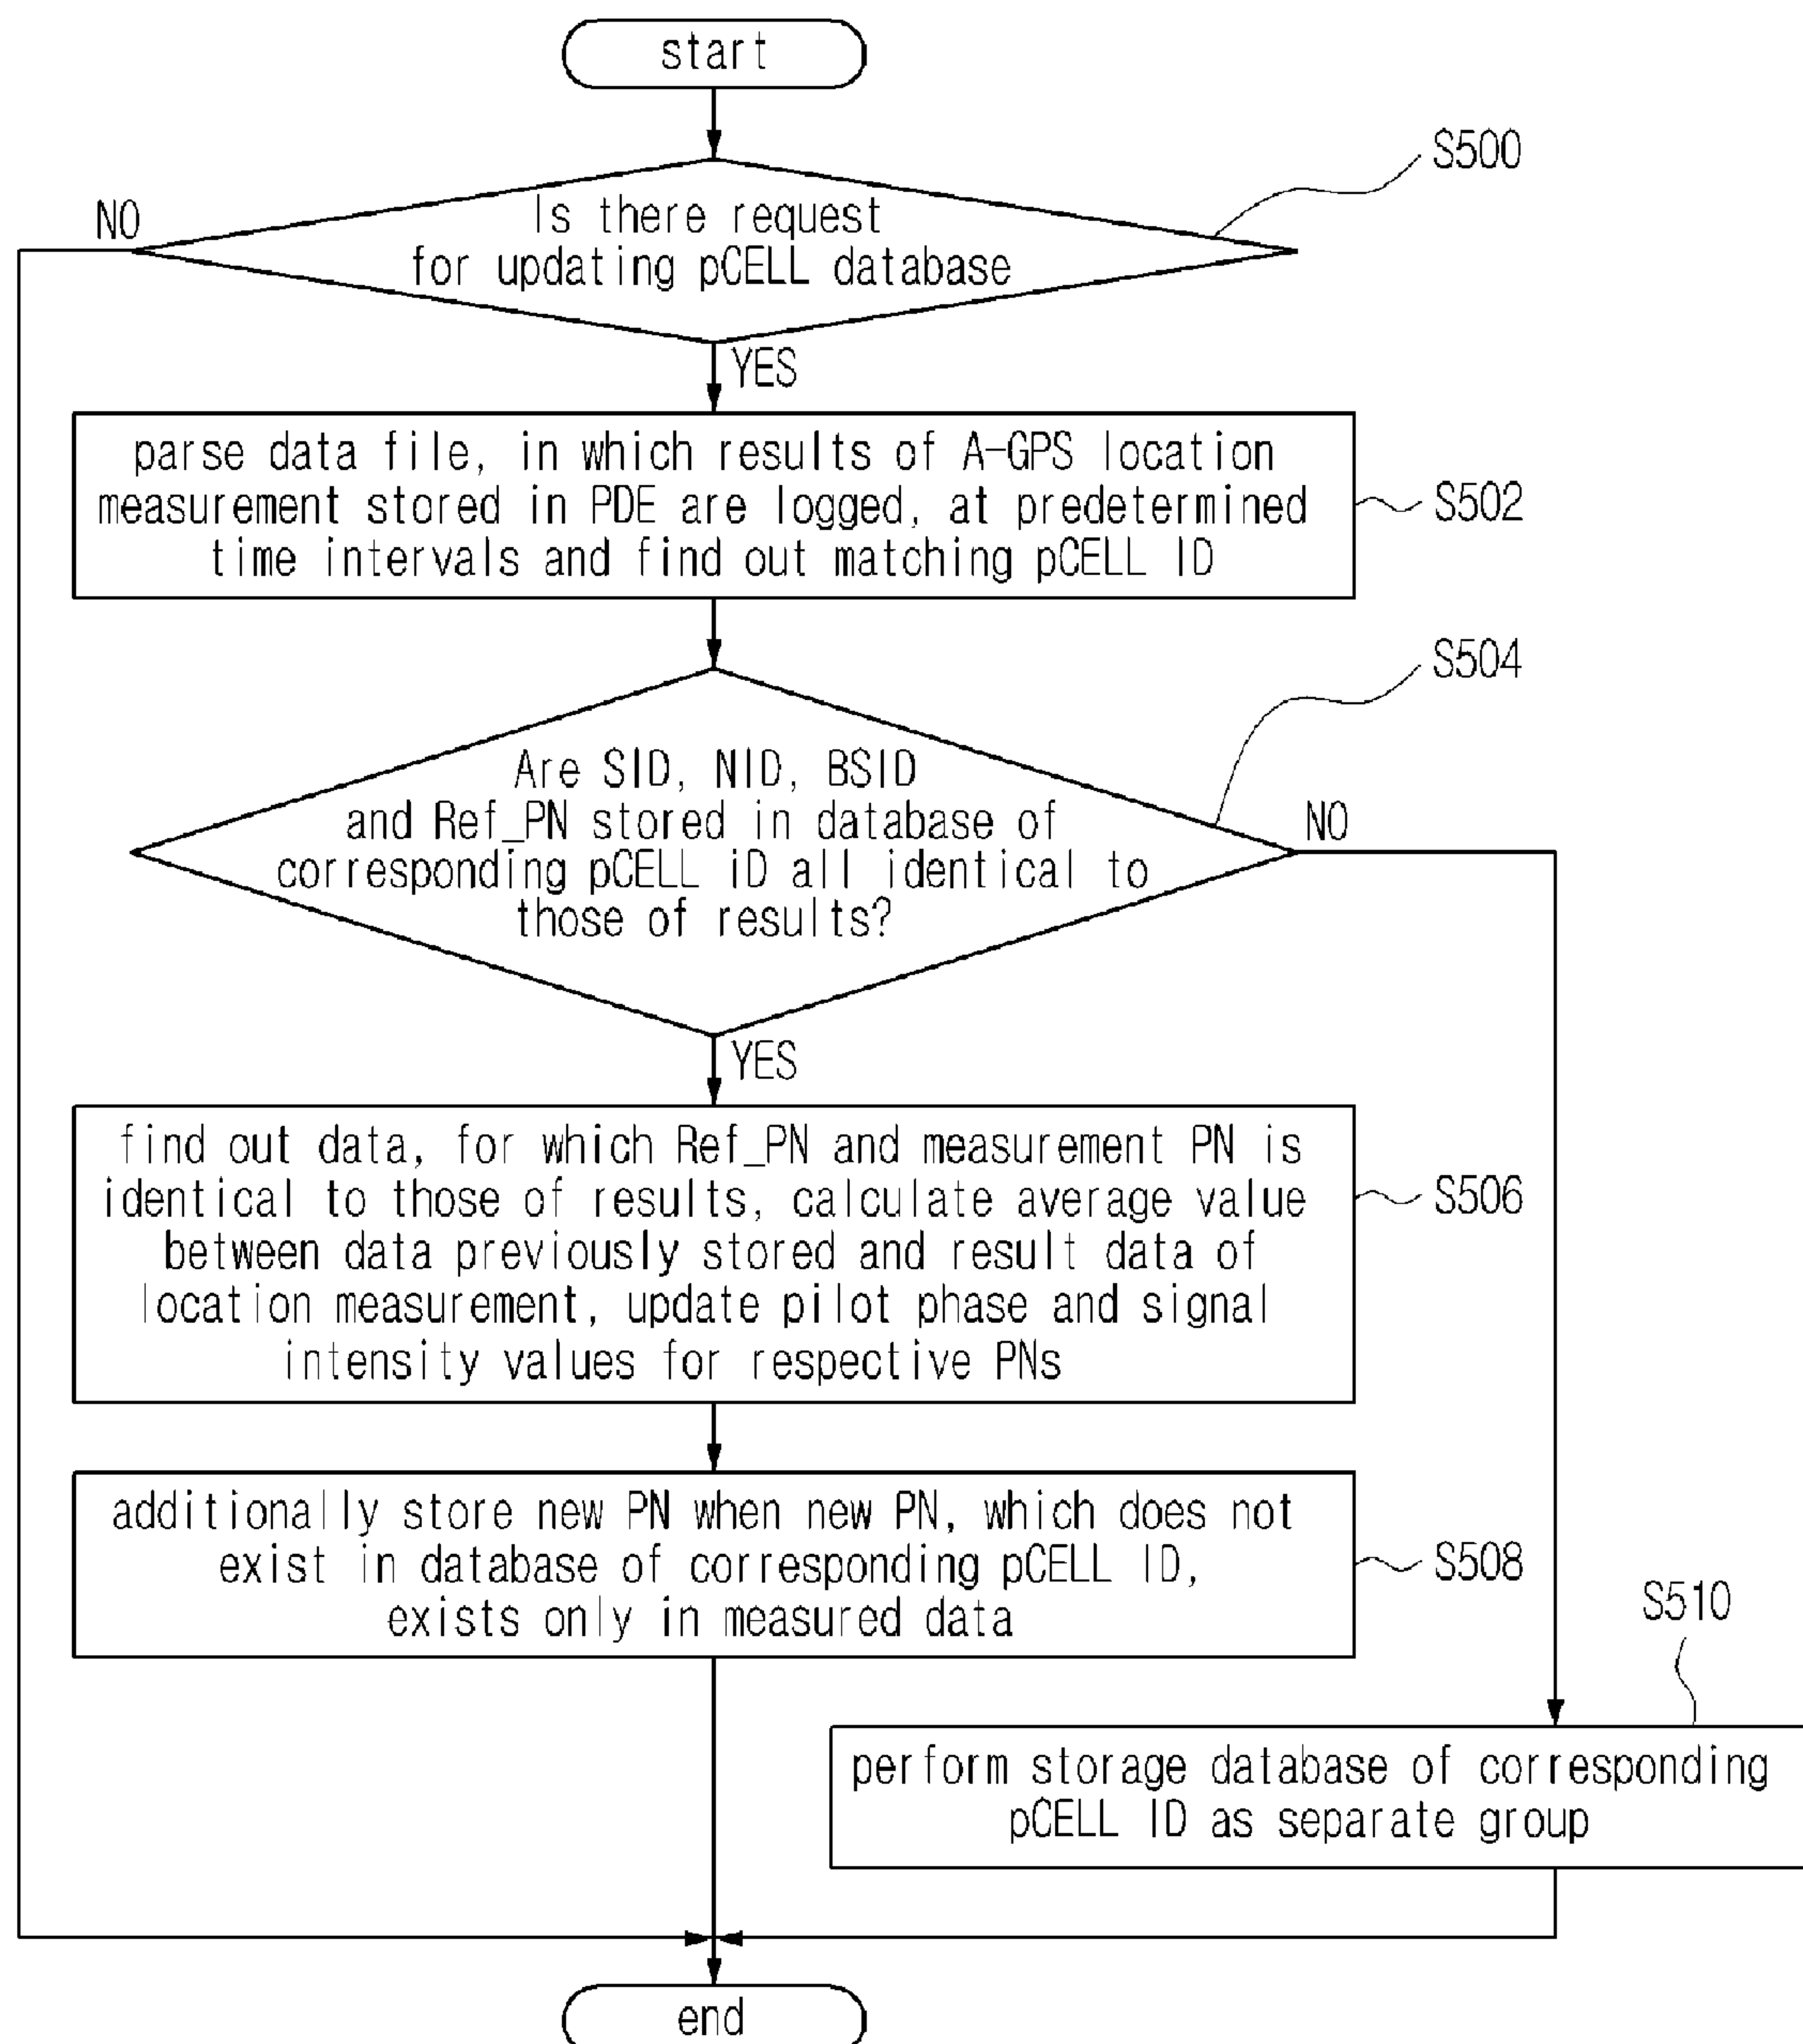 start
S500
NO
Is there request
for updating pCELL database
YES
parse data file, in which results of A-GPS location
measurement stored in PDE are logged, at predetermined
time intervals and find out matching pCELL ID
S502
S504
Are SID, NID, BSID
and Ref_PN stored in database of
corresponding pCELL iD all identical to
those of results?
NO
YES
find out data, for which Ref_PN and measurement PN is
identical to those of results, calculate average value
between data previously stored and result data of
location measurement, update pilot phase and signal
intensity values for respective PNs
S506
additionally store new PN when new PN, which does not
exist in database of corresponding pCELL ID,
exists only in measured data
S508
S510
perform storage database of corresponding
pCELL ID as separate group
end